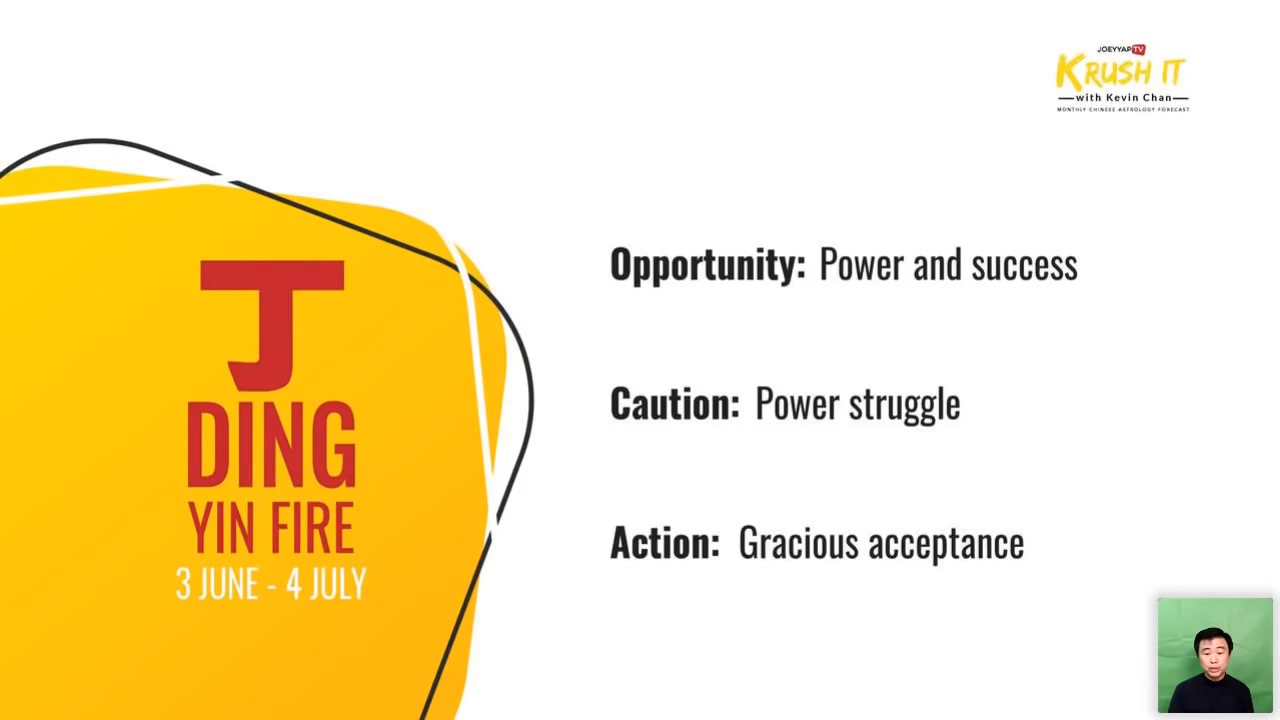 JOEYYAP TV
KRUSH IT
with Kevin Chan
MONTHLY CHINESE ASTROLOGY FORECAST
丁
DING
YIN FIRE
3 JUNE - 4 JULY
Opportunity: Power and success
Caution: Power struggle
Action: Gracious acceptance